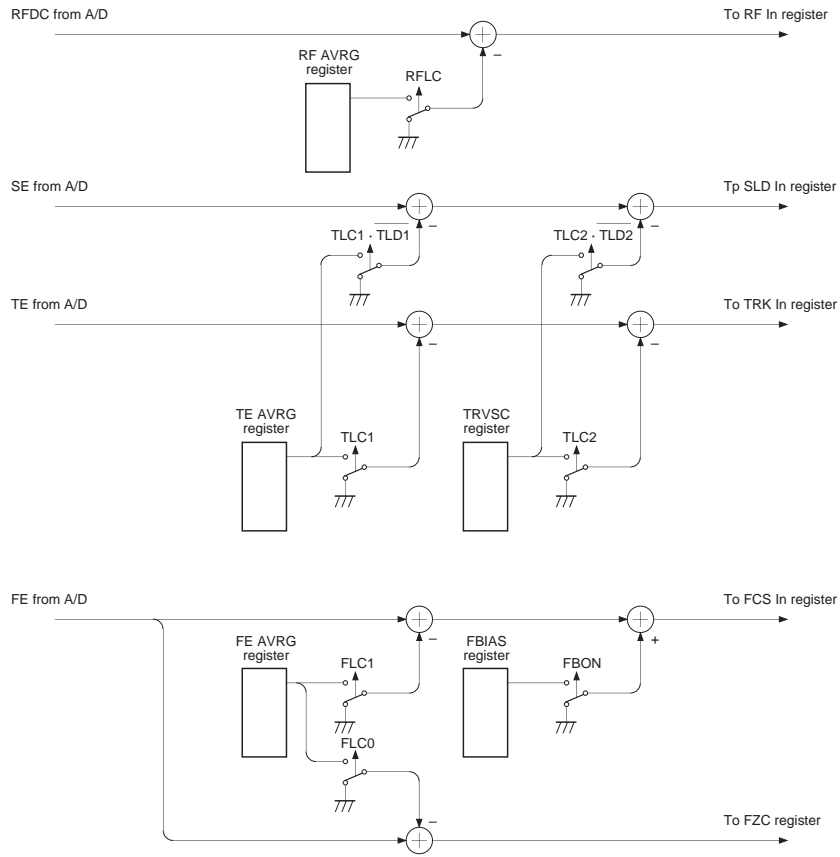 RFDC from A/D
To RF In register
–
RF AVRG
register
RFLC
SE from A/D
Tp SLD In register
–
–
TLC1 · TLD1
TLC2 · TLD2
TE from A/D
To TRK In register
–
–
TE AVRG
register
TLC1
TRVSC
register
TLC2
FE from A/D
To FCS In register
–
+
FE AVRG
register
FLC1
FBIAS
register
FBON
FLC0
–
To FZC register